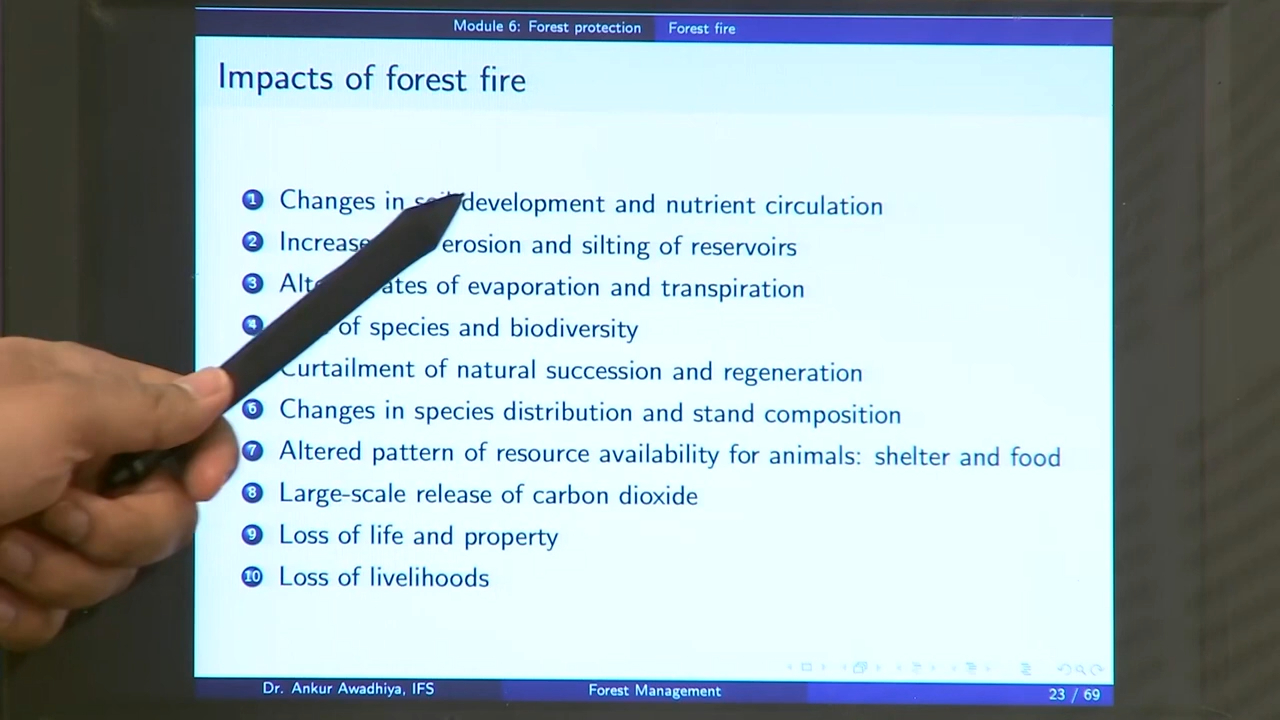 Module 6: Forest protection Forest fire
Impacts of forest fire
1 Changes in soil development and nutrient circulation
2 Increase erosion and silting of reservoirs
3 ates of evaporation and transpiration
4 of species and biodiversity
Curtailment of natural succession and regeneration
6 Changes in species distribution and stand composition
7 Altered pattern of resource availability for animals: shelter and food
8 Large-scale release of carbon dioxide
9 Loss of life and property
10 Loss of livelihoods
Dr. Ankur Awadhiya, IFS Forest Management 23 / 69